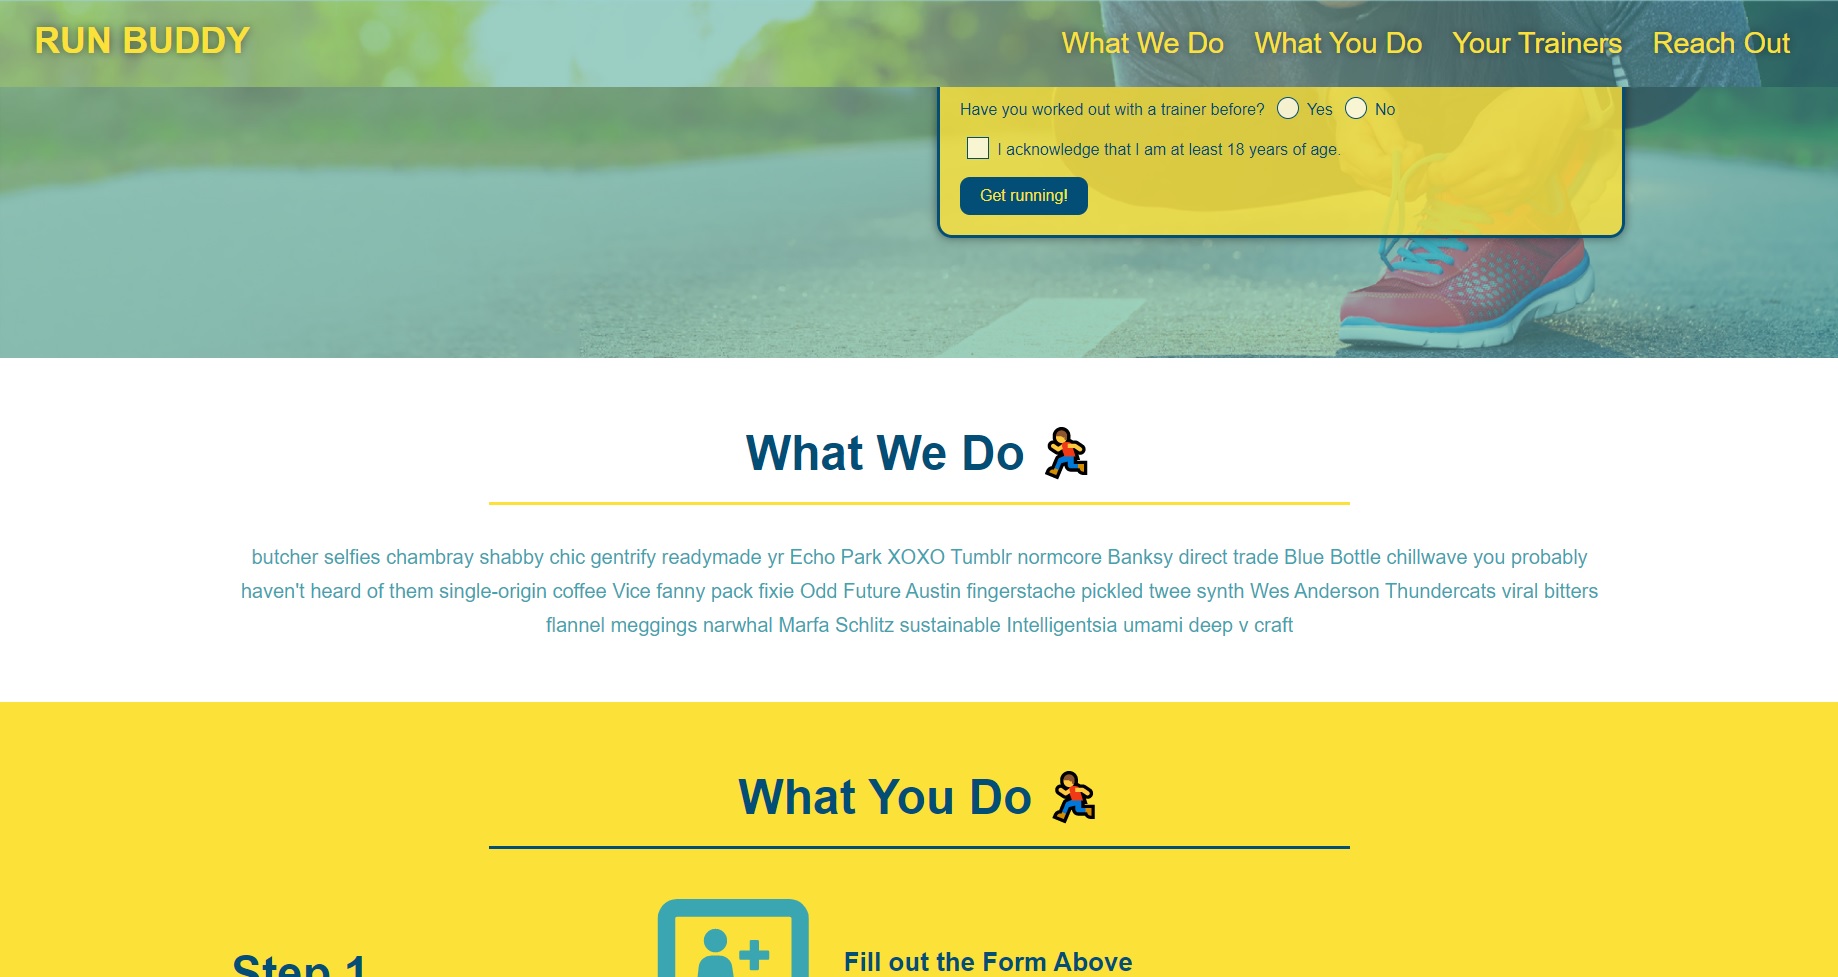 RUN BUDDY
What We Do What You Do Your Trainers Reach Out
Have you worked out with a trainer before? Yes No
I acknowledge that I am at least 18 years of age.
Get running!
What We Do
butcher selfies chambray shabby chic gentrify readymade yr Echo Park XOXO Tumblr normcore Banksy direct trade Blue Bottle chillwave you probably
haven't heard of them single-origin coffee Vice fanny pack fixie Odd Future Austin fingerstache pickled twee synth Wes Anderson Thundercats viral bitters
flannel meggings narwhal Marfa Schlitz sustainable Intelligentsia umami deep v craft
What You Do
Step 1
Fill out the Form Above